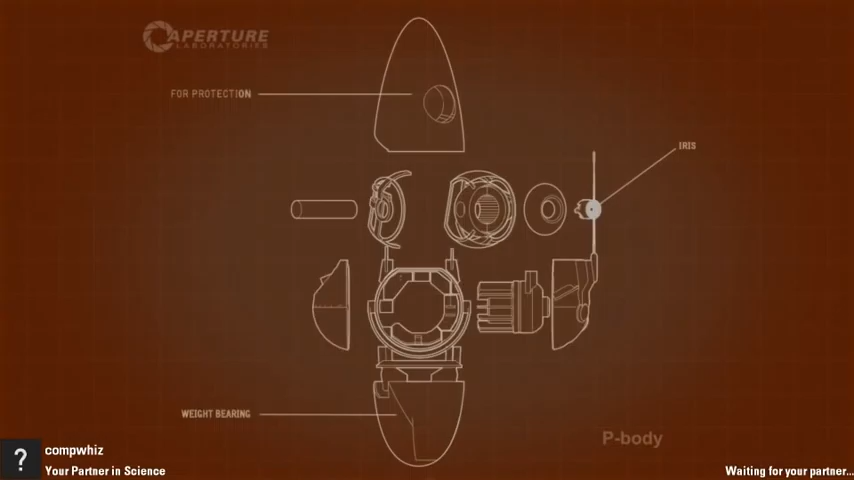 APERTURE
LABORATORIES
FOR PROTECTION
IRIS
WEIGHT BEARING
P-body
?
compwhiz
Your Partner in Science
Waiting for your partner...